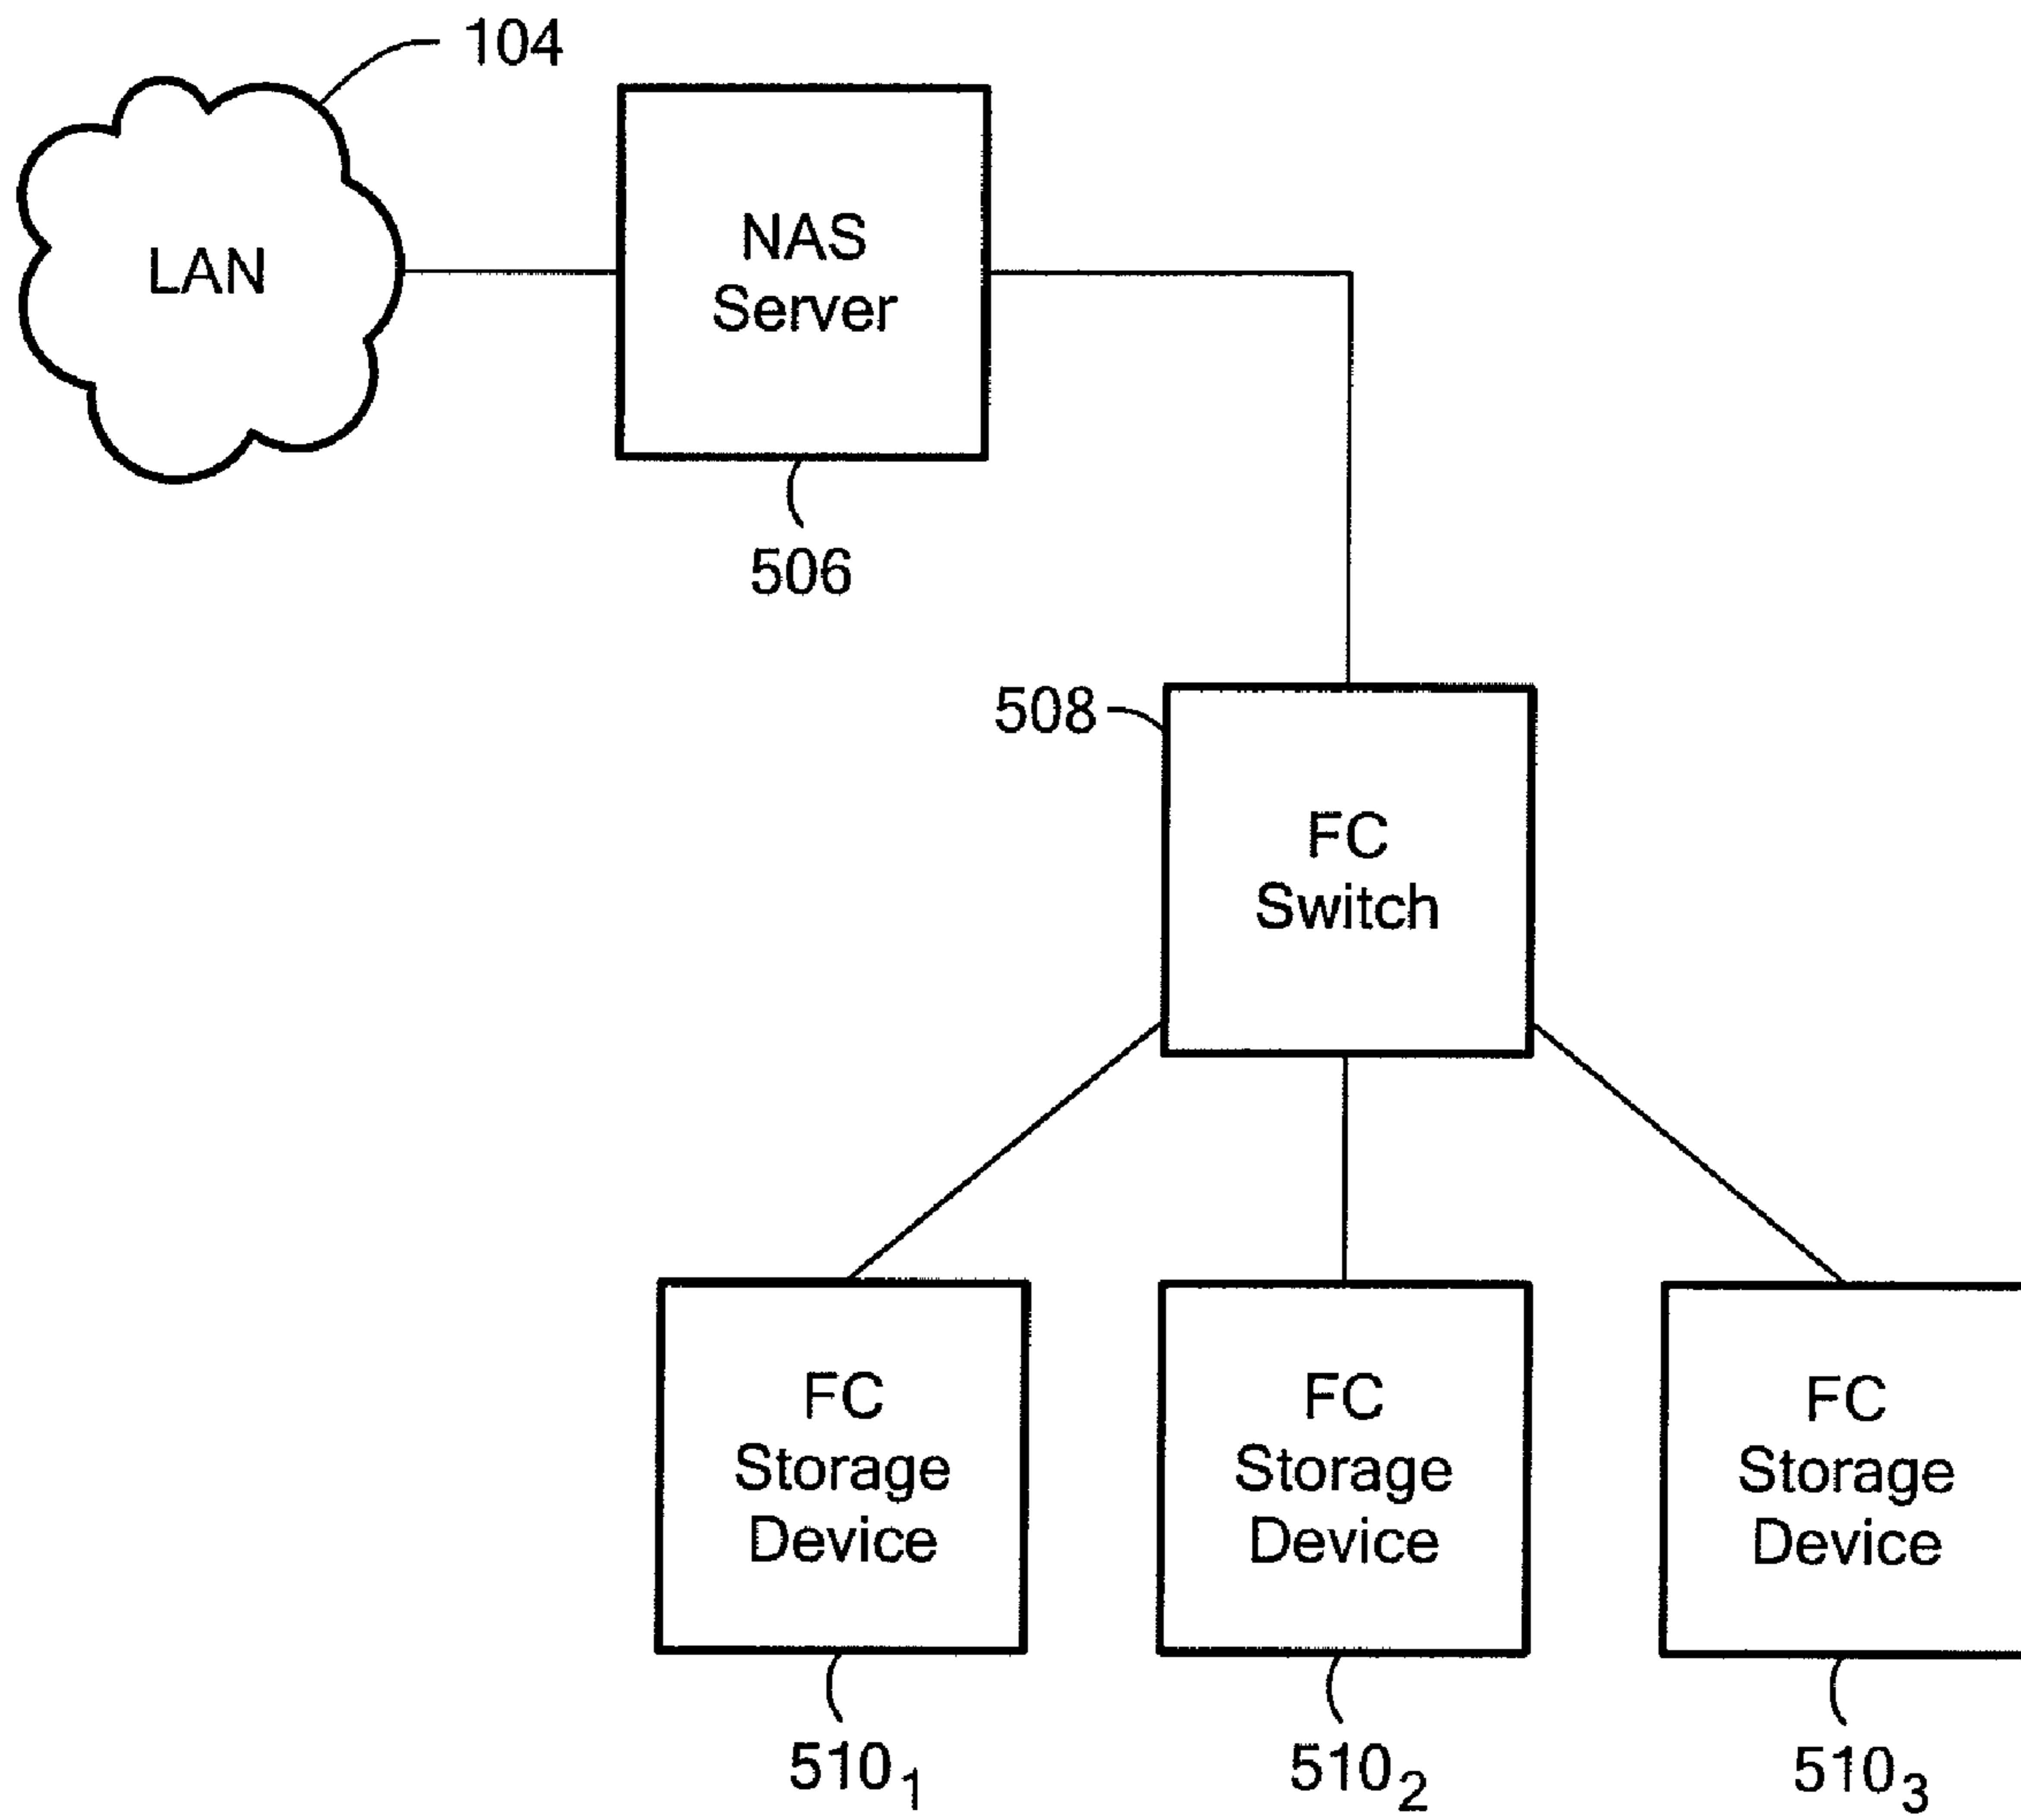 104
LAN
NAS
Server
506
508
FC
Switch
FC
Storage
Device
FC
Storage
Device
FC
Storage
Device
510₁
510₂
510₃